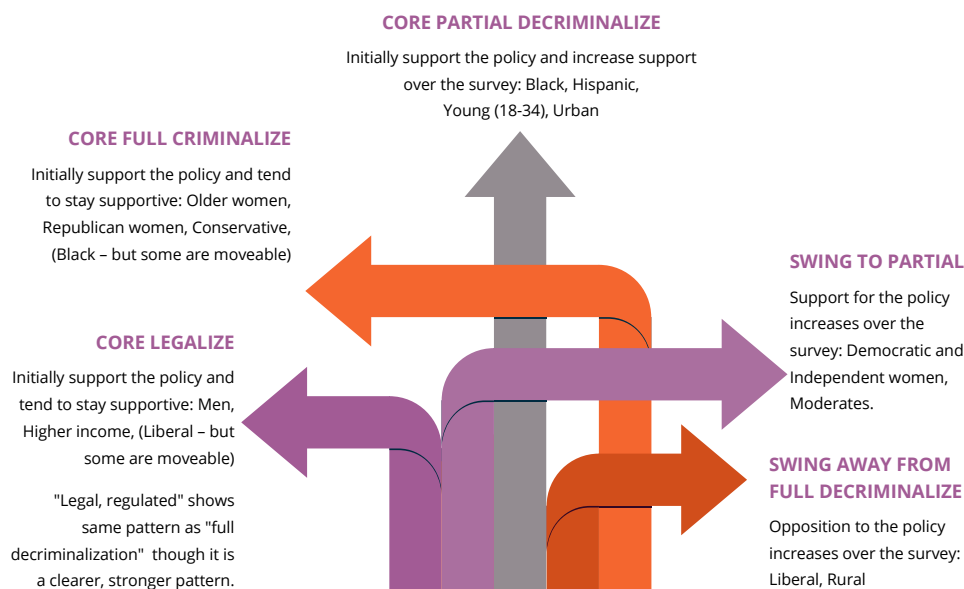 CORE PARTIAL DECRIMINALIZE
Initially support the policy and increase support
over the survey: Black, Hispanic,
Young (18-34), Urban
CORE FULL CRIMINALIZE
Initially support the policy and tend
to stay supportive: Older women,
Republican women, Conservative,
(Black – but some are moveable)
SWING TO PARTIAL
Support for the policy
increases over the
survey: Democratic and
Independent women,
Moderates.
CORE LEGALIZE
Initially support the policy and
tend to stay supportive: Men,
Higher income, (Liberal – but
some are moveable)
"Legal, regulated" shows
same pattern as "full
decriminalization" though it is
a clearer, stronger pattern.
SWING AWAY FROM
FULL DECRIMINALIZE
Opposition to the policy
increases over the survey:
Liberal, Rural